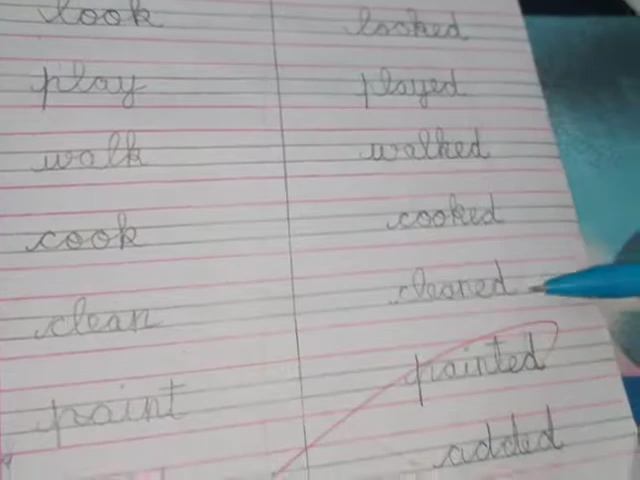 look looked
play played
walk walked
cook cooked
clean cleaned
paint painted
added